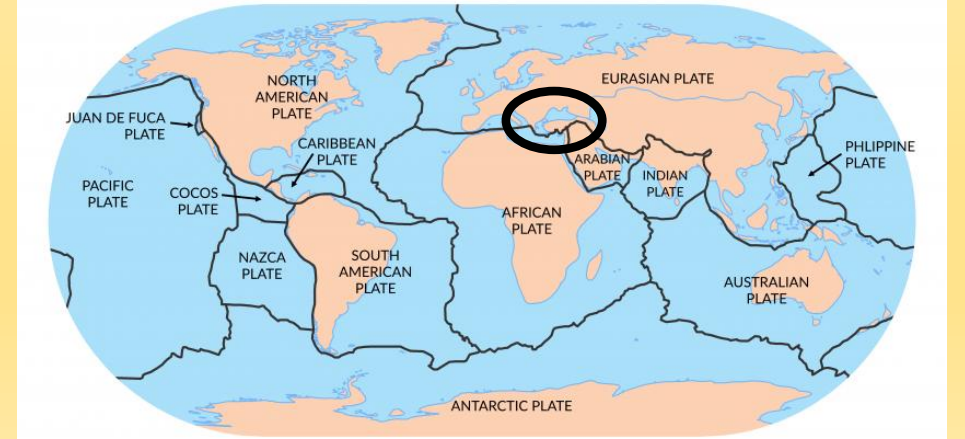 NORTH
AMERICAN
PLATE
EURASIAN PLATE
JUAN DE FUCA
PLATE
CARIBBEAN
PLATE
PHLIPPINE
PLATE
ARABIAN
PLATE
INDIAN
PLATE
PACIFIC
PLATE
COCOS
PLATE
AFRICAN
PLATE
NAZCA
PLATE
SOUTH
AMERICAN
PLATE
AUSTRALIAN
PLATE
ANTARCTIC PLATE